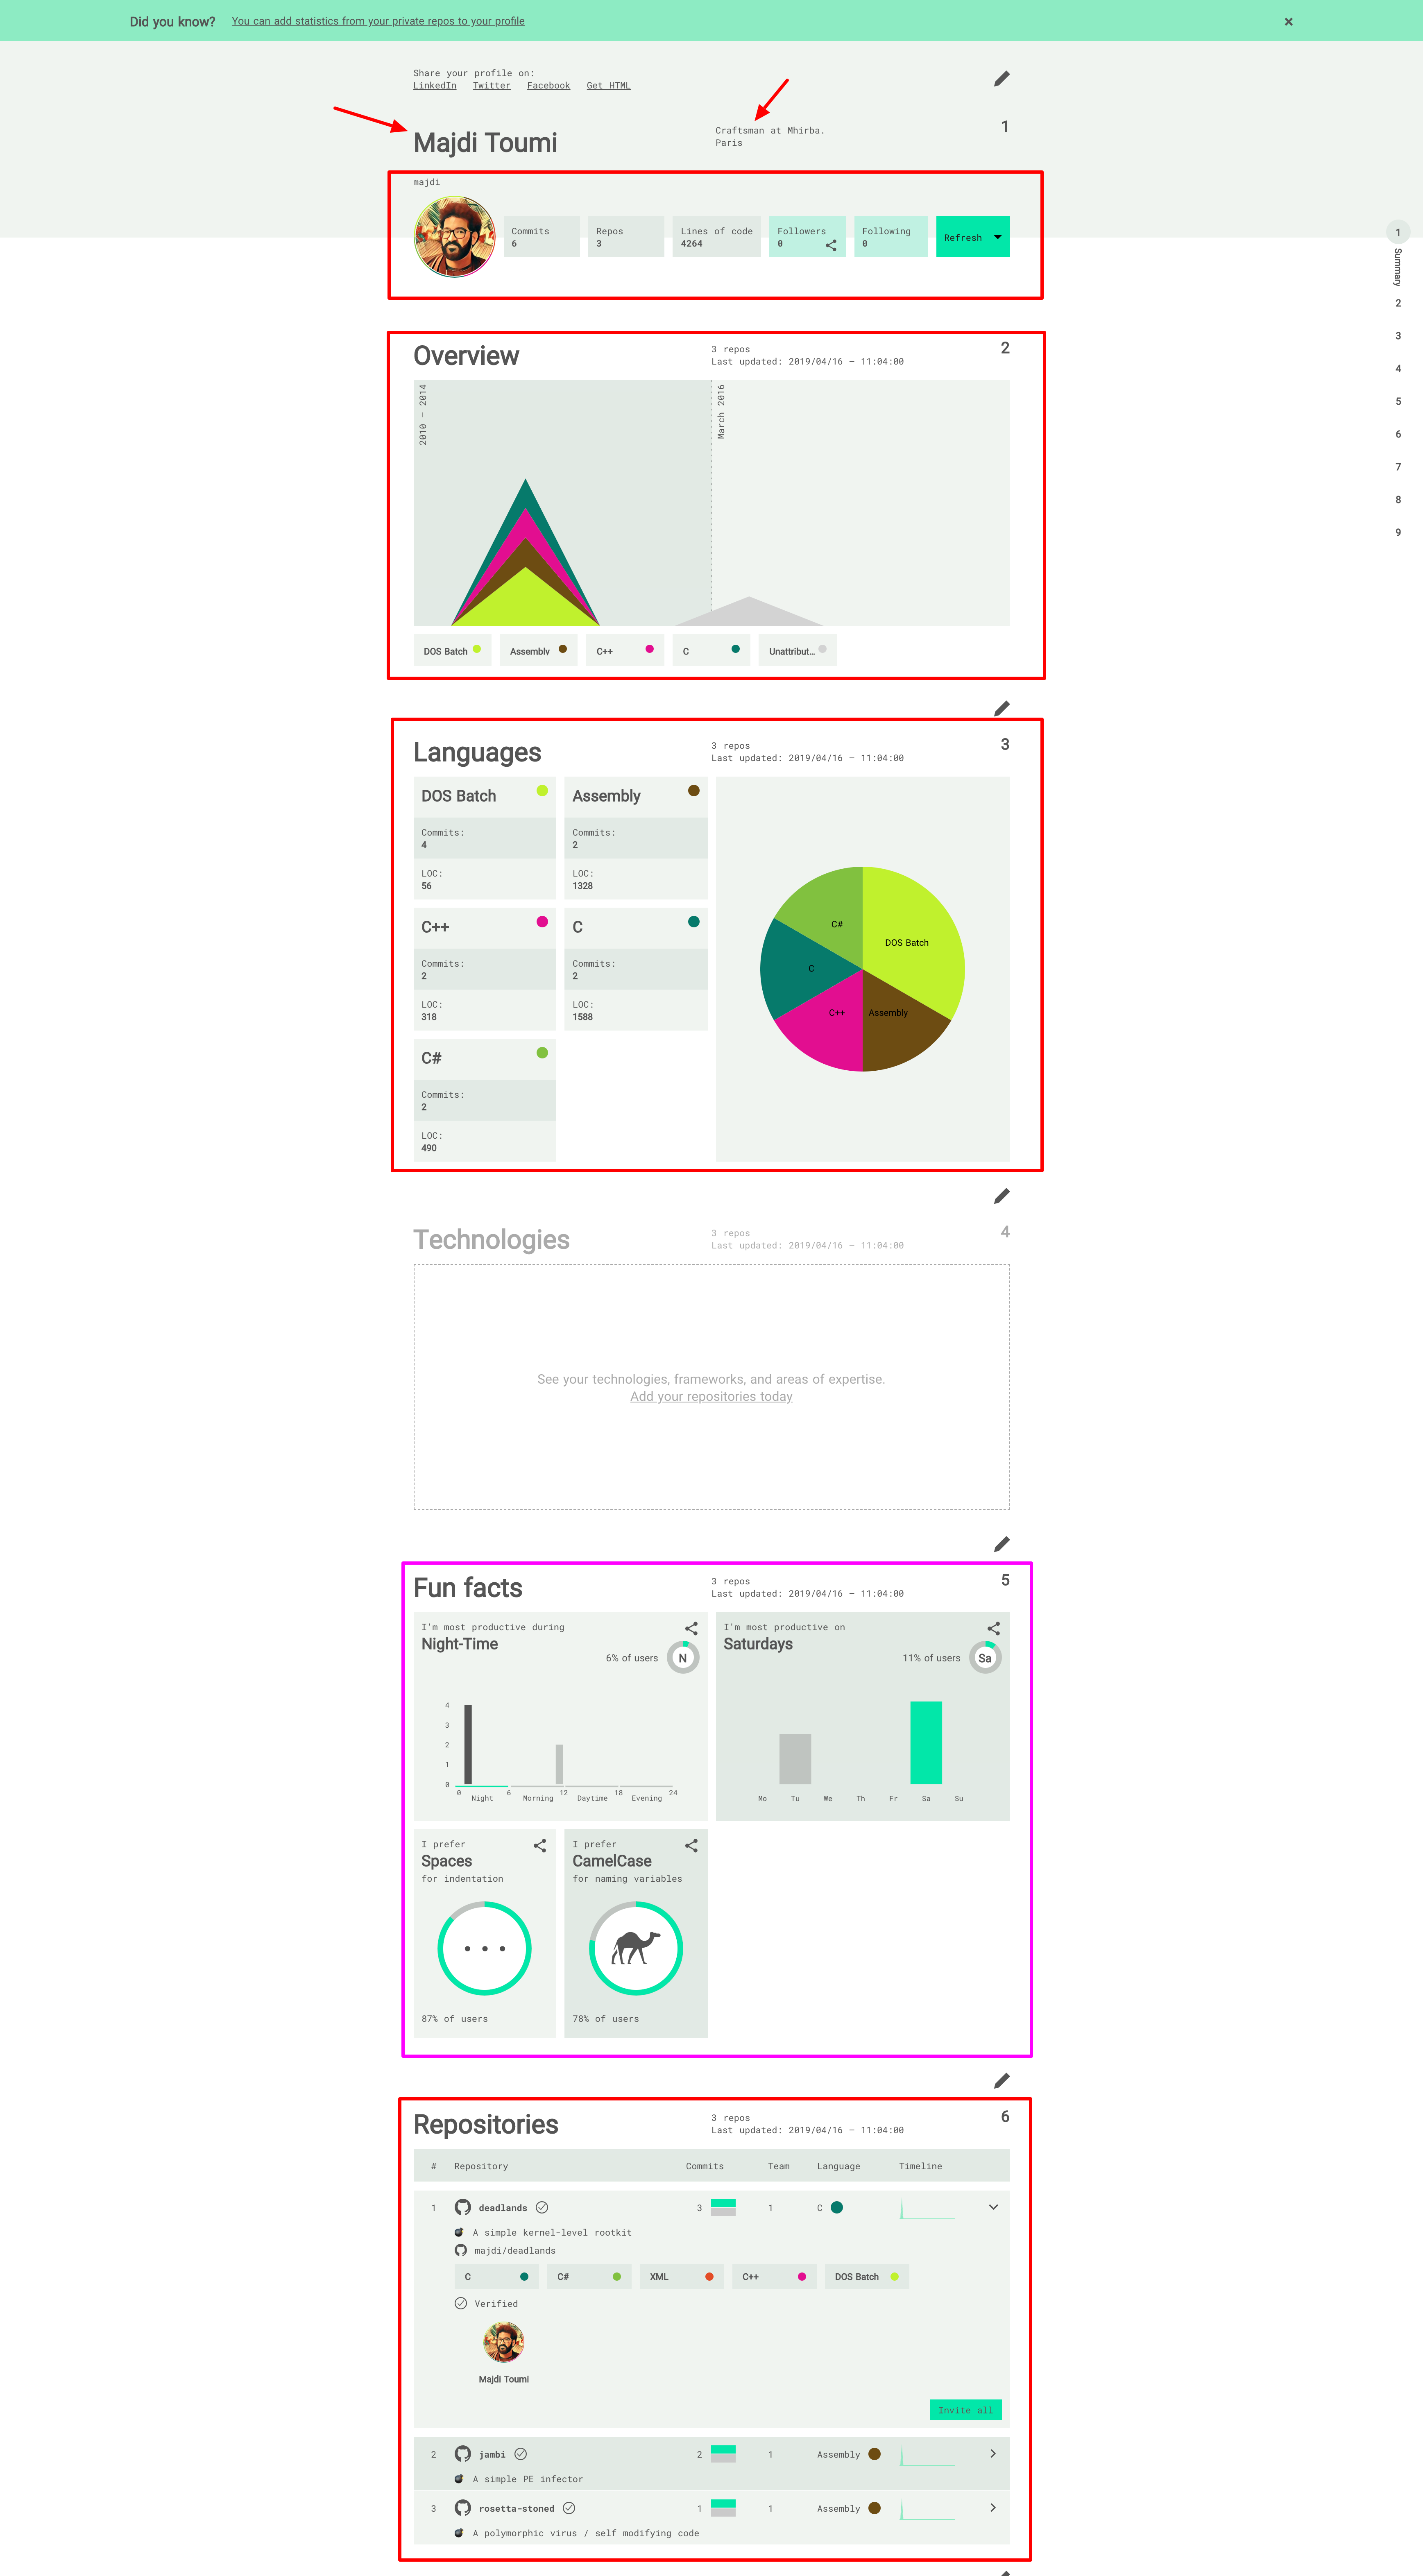 Did you know? You can add statistics from your private repos to your profile ×
Share your profile on:
LinkedIn Twitter Facebook Get HTML
1
Majdi Toumi
Craftsman at Mhirba.
Paris
majdi
Commits
6
Repos
3
Lines of code
4264
Followers
0
Following
0
Refresh
1
Summary
2
3
4
5
6
7
8
9
Overview
3 repos
Last updated: 2019/04/16 – 11:04:00
2
2010 – 2014
March 2016
DOS Batch
Assembly
C++
C
Unattribut...
Languages
3 repos
Last updated: 2019/04/16 – 11:04:00
3
DOS Batch
Commits:
4
LOC:
56
Assembly
Commits:
2
LOC:
1328
C++
Commits:
2
LOC:
318
C
Commits:
2
LOC:
1588
C#
Commits:
2
LOC:
490
C#
DOS Batch
C
C++
Assembly
Technologies
3 repos
Last updated: 2019/04/16 – 11:04:00
4
See your technologies, frameworks, and areas of expertise.
Add your repositories today
Fun facts
3 repos
Last updated: 2019/04/16 – 11:04:00
5
I'm most productive during
Night-Time
6% of users
N
4
3
2
1
0
0 6 12 18 24
Night Morning Daytime Evening
I'm most productive on
Saturdays
11% of users
Sa
Mo Tu We Th Fr Sa Su
I prefer
Spaces
for indentation
87% of users
I prefer
CamelCase
for naming variables
78% of users
Repositories
3 repos
Last updated: 2019/04/16 – 11:04:00
6
# Repository Commits Team Language Timeline
1 deadlands 3 1 C
A simple kernel-level rootkit
majdi/deadlands
C C# XML C++ DOS Batch
Verified
Majdi Toumi
Invite all
2 jambi 2 1 Assembly
A simple PE infector
3 rosetta-stoned 1 1 Assembly
A polymorphic virus / self modifying code